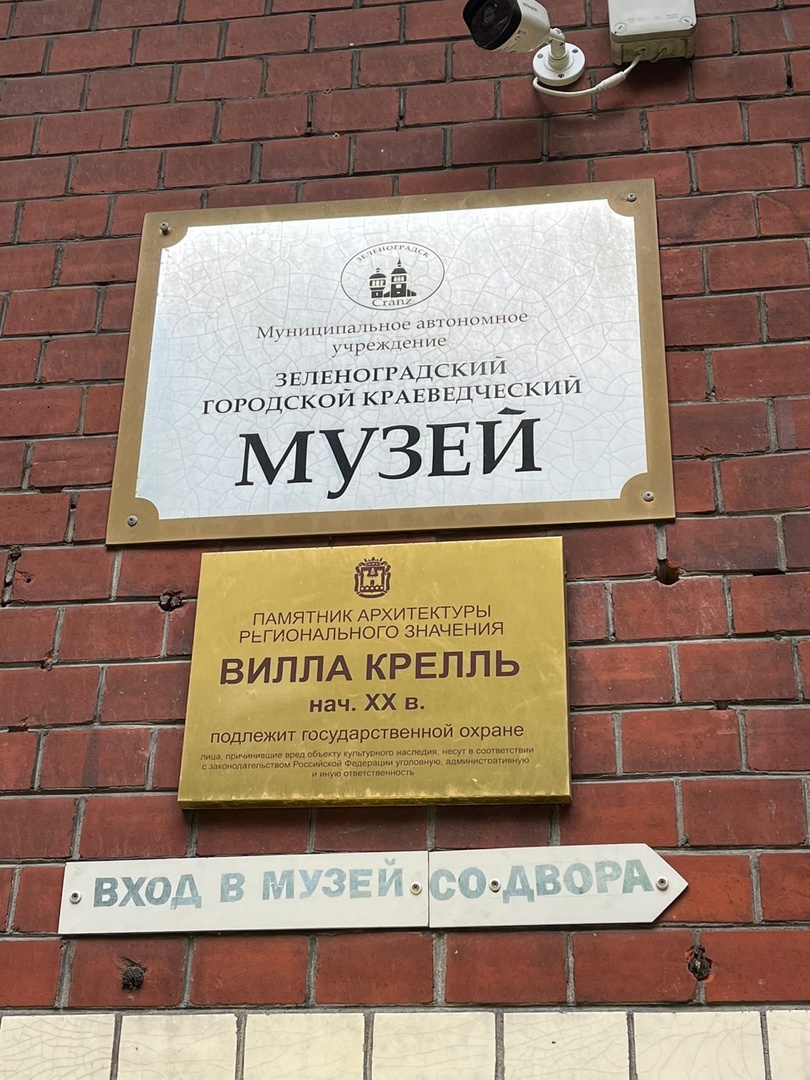 ЗЕЛЕНОГРАДСК
Cranz
Муниципальное автономное
учреждение
ЗЕЛЕНОГРАДСКИЙ
ГОРОДСКОЙ КРАЕВЕДЧЕСКИЙ
МУЗЕЙ
ПАМЯТНИК АРХИТЕКТУРЫ
РЕГИОНАЛЬНОГО ЗНАЧЕНИЯ
ВИЛЛА КРЕЛЛЬ
нач. XX в.
подлежит государственной охране
лица, причинившие вред объекту культурного наследия, несут в соответствии
с законодательством Российской Федерации уголовную, административную
и иную ответственность
ВХОД В МУЗЕЙ СО ДВОРА